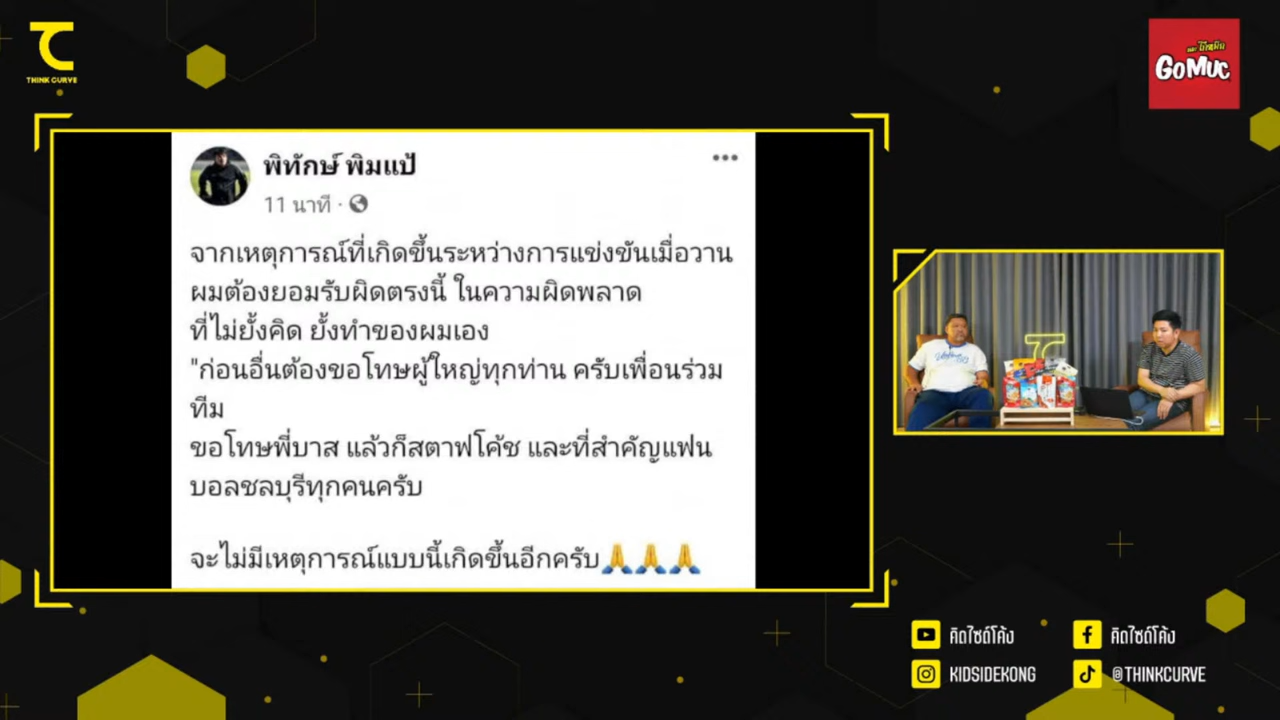 THINK CURVE
GOMUC
พิทักษ์ พิมแป้
11 นาที ·
จากเหตุการณ์ที่เกิดขึ้นระหว่างการแข่งขันเมื่อวาน
ผมต้องยอมรับผิดตรงนี้ ในความผิดพลาด
ที่ไม่ยั้งคิด ยั้งทำของผมเอง
"ก่อนอื่นต้องขอโทษผู้ใหญ่ทุกท่าน ครับเพื่อนร่วม
ทีม
ขอโทษพี่บาส แล้วก็สตาฟโค้ช และที่สำคัญแฟน
บอลชลบุรีทุกคนครับ
จะไม่มีเหตุการณ์แบบนี้เกิดขึ้นอีกครับ🙏🙏🙏
คิดไซด์โค้ง
คิดไซด์โค้ง
KIDSIDEKONG
@THINKCURVE